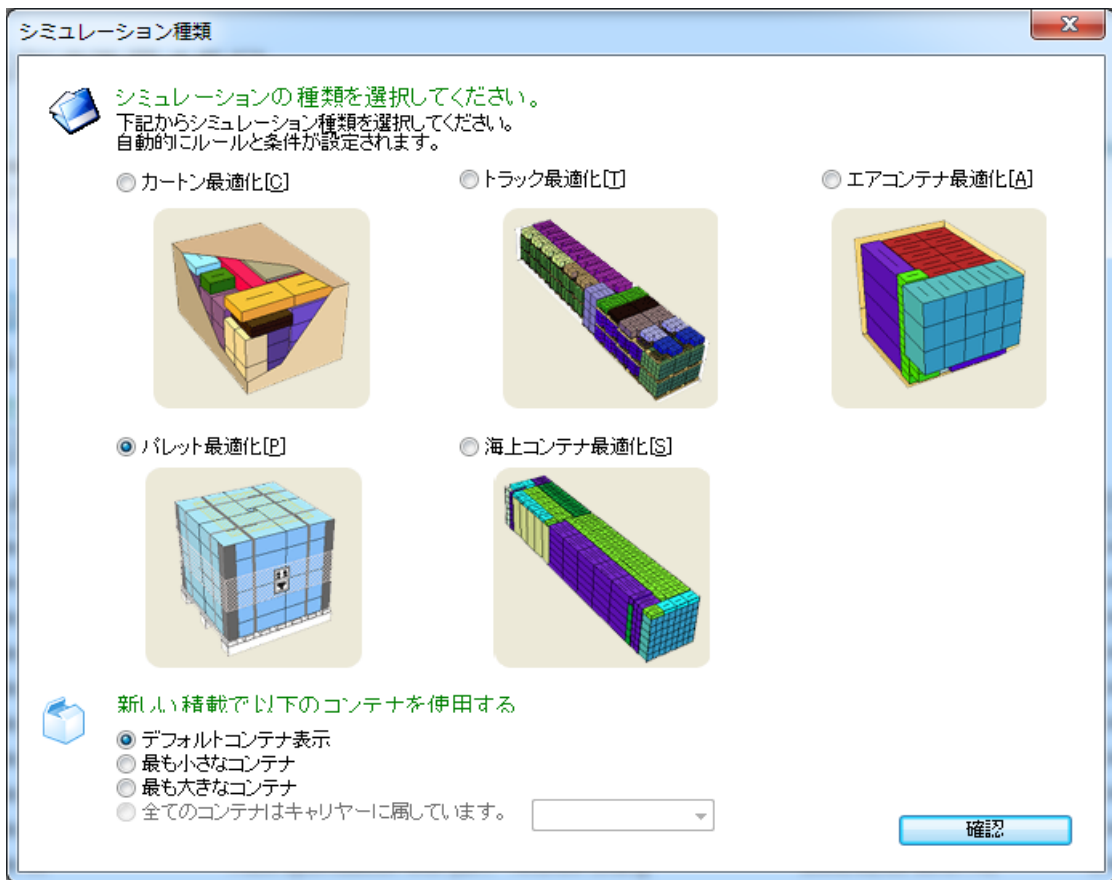 シミュレーション種類
シミュレーションの種類を選択してください。
下記からシミュレーション種類を選択してください。
自動的にルールと条件が設定されます。
カートン最適化[C]
トラック最適化[T]
エアコンテナ最適化[A]
パレット最適化[P]
海上コンテナ最適化[S]
新しい積載で以下のコンテナを使用する
デフォルトコンテナ表示
最も小さなコンテナ
最も大きなコンテナ
全てのコンテナはキャリヤーに属しています。
確認